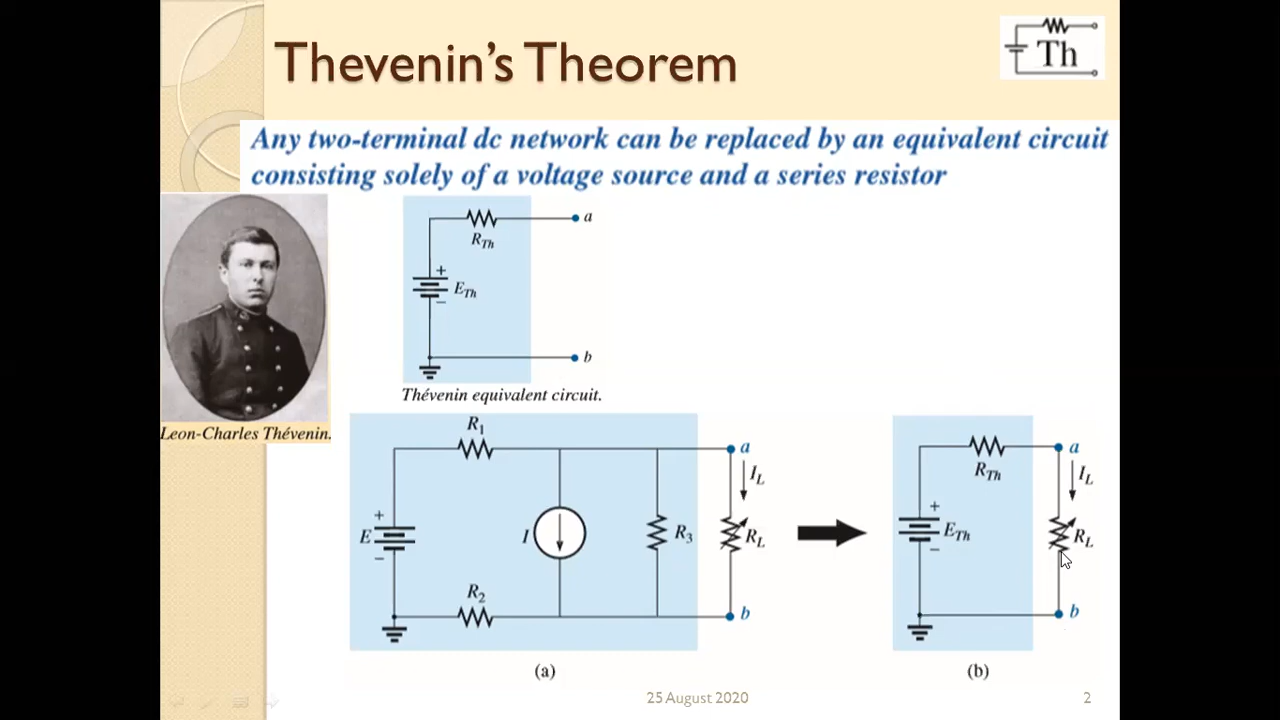 Thevenin's Theorem
Th
Any two-terminal dc network can be replaced by an equivalent circuit
consisting solely of a voltage source and a series resistor
a
RTh
+
ETh
−
b
Thévenin equivalent circuit.
Leon-Charles Thévenin.
R1
a
IL
+
E
−
I
R3
RL
R2
b
(a)
RTh
a
IL
+
ETh
−
RL
b
(b)
25 August 2020
2